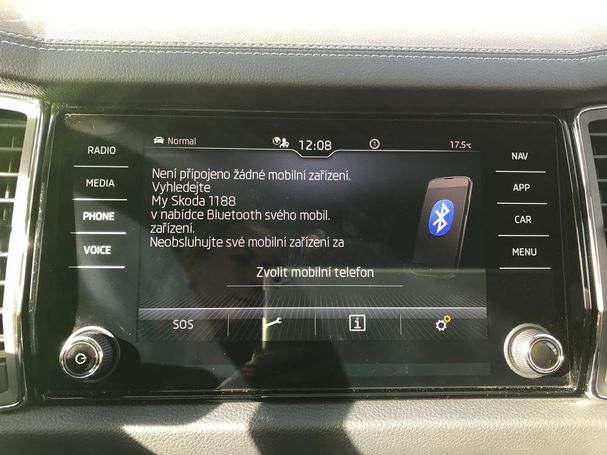 Normal
12:08
17.5°C
RADIO
MEDIA
PHONE
VOICE
NAV
APP
CAR
MENU
Není připojeno žádné mobilní zařízení.
Vyhledejte
My Skoda 1188
v nabídce Bluetooth svého mobil.
zařízení.
Neobsluhujte své mobilní zařízení za
Zvolit mobilní telefon
SOS